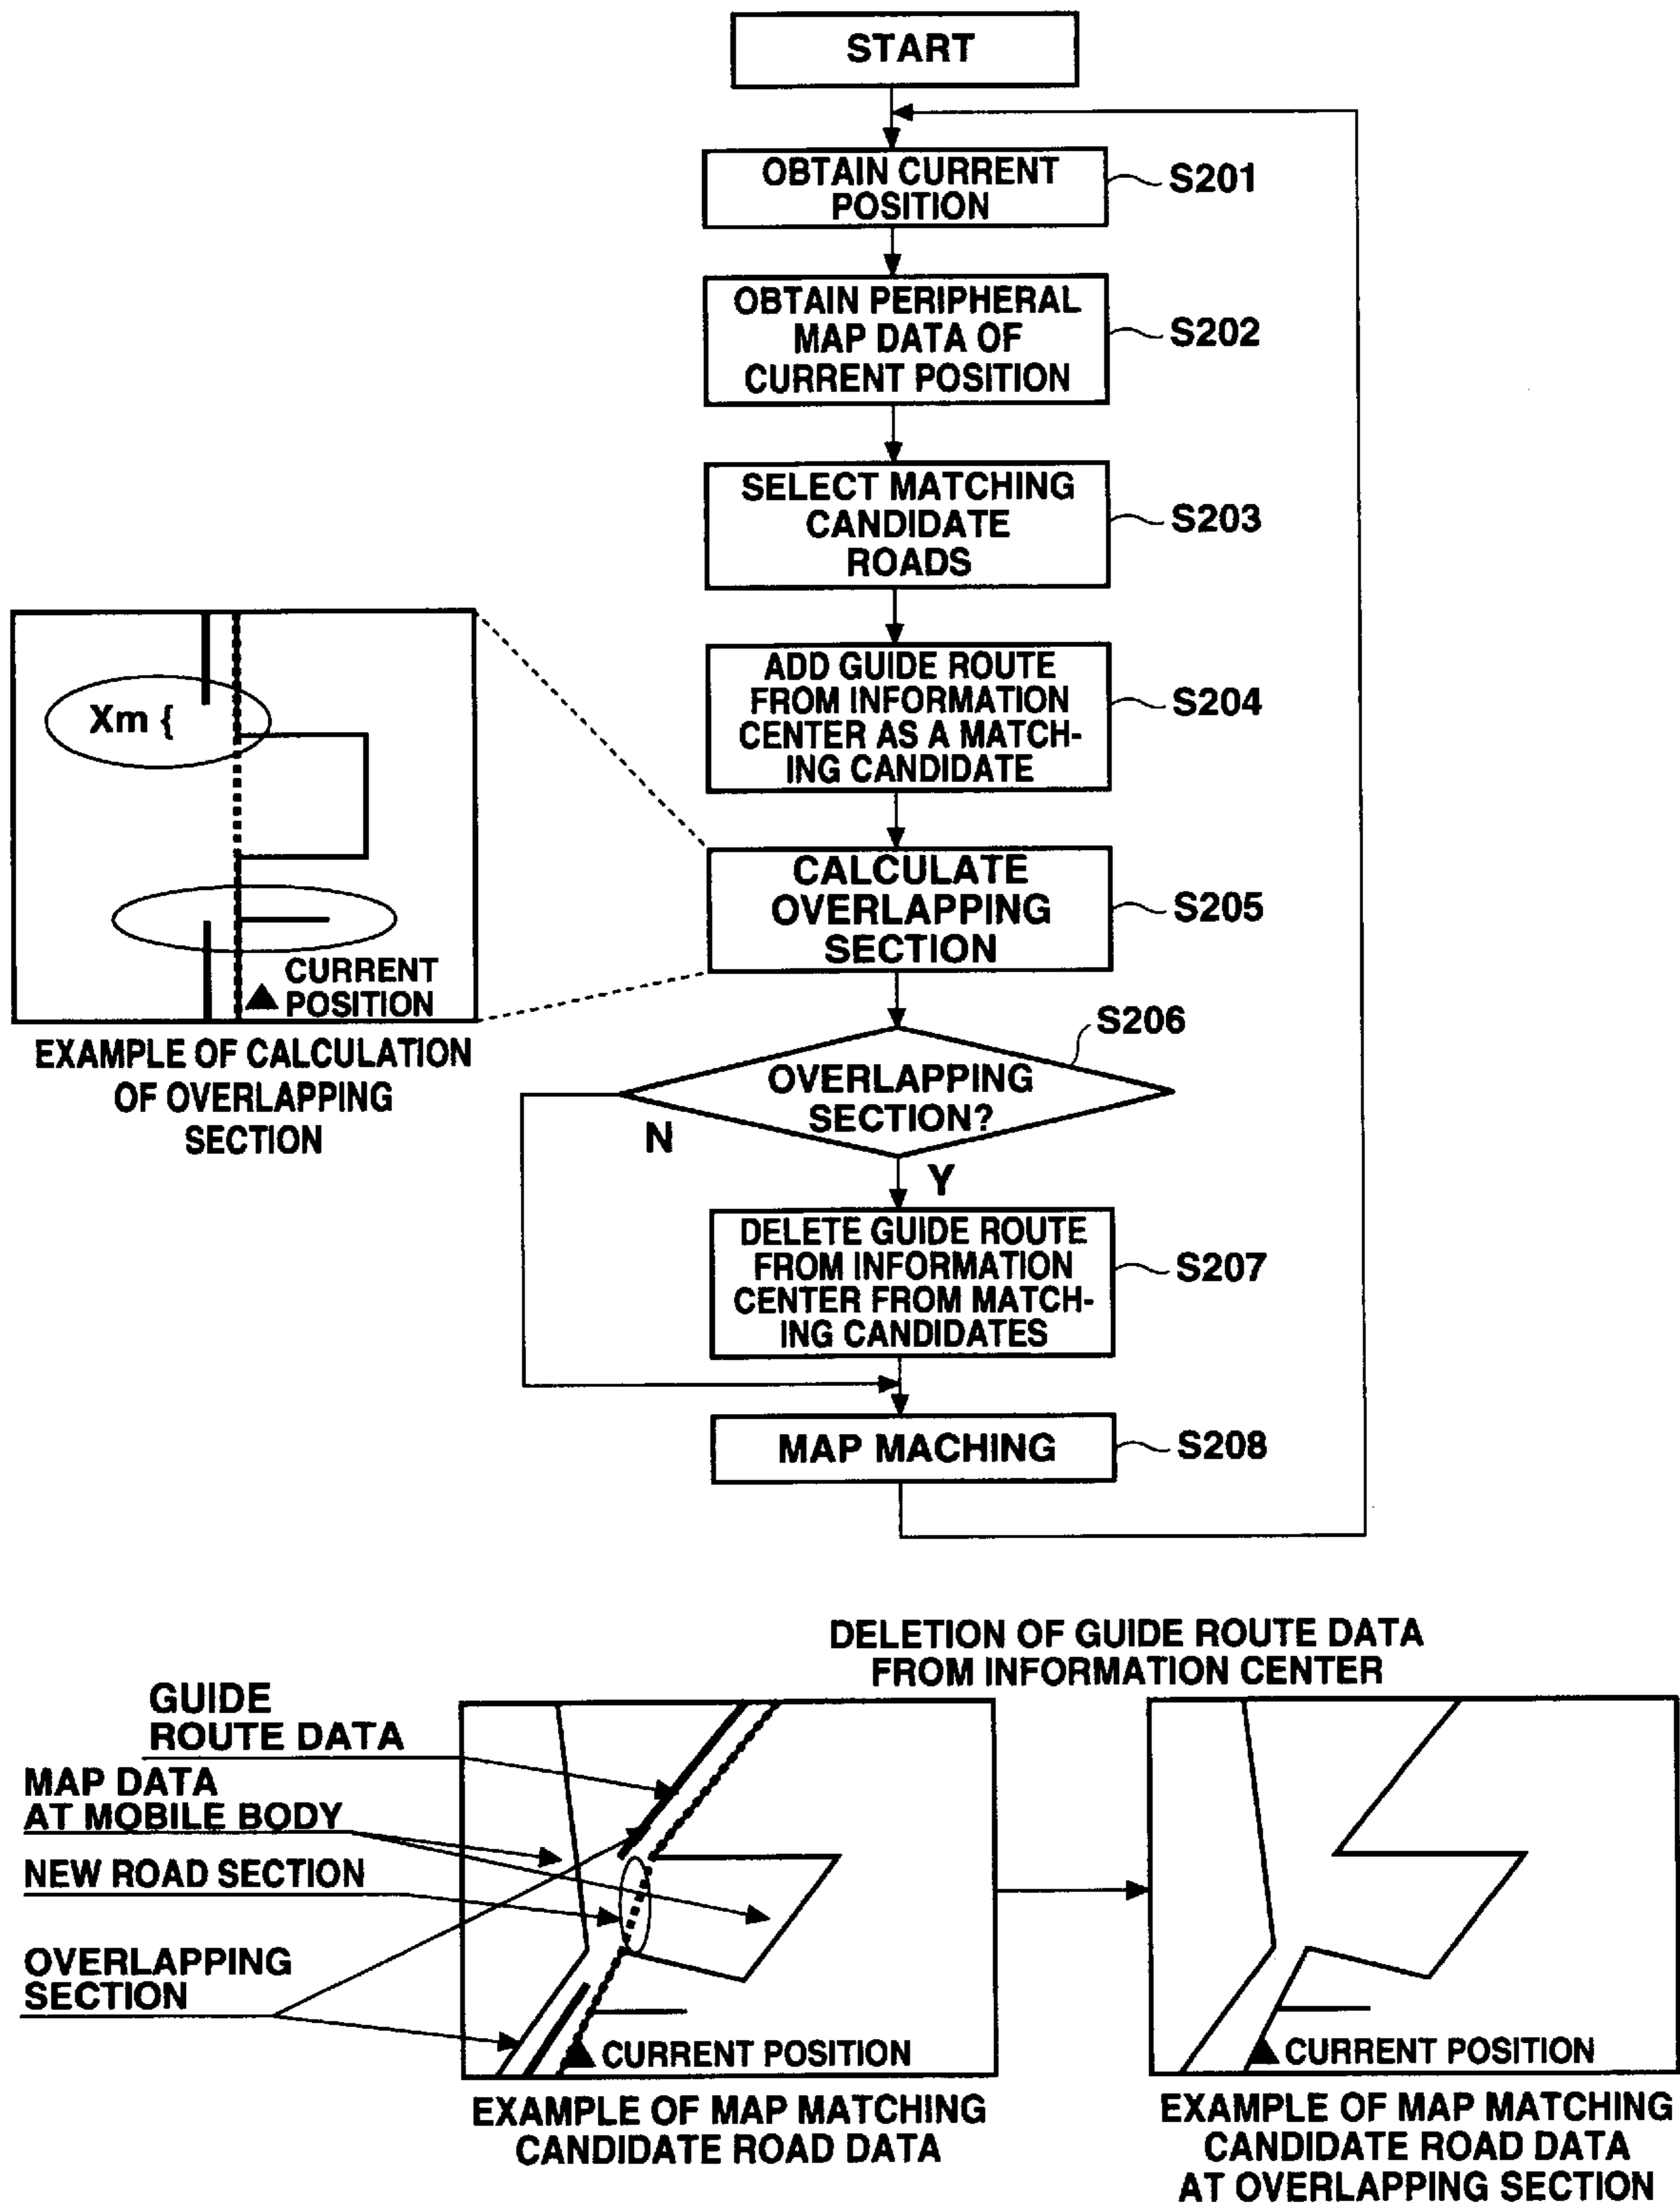 START
OBTAIN CURRENT
POSITION
S201
OBTAIN PERIPHERAL
MAP DATA OF
CURRENT POSITION
S202
SELECT MATCHING
CANDIDATE
ROADS
S203
ADD GUIDE ROUTE
FROM INFORMATION
CENTER AS A MATCH-
ING CANDIDATE
S204
Xm {
CURRENT
POSITION
EXAMPLE OF CALCULATION
OF OVERLAPPING
SECTION
CALCULATE
OVERLAPPING
SECTION
S205
S206
OVERLAPPING
SECTION?
N
Y
DELETE GUIDE ROUTE
FROM INFORMATION
CENTER FROM MATCH-
ING CANDIDATES
S207
MAP MACHING
S208
DELETION OF GUIDE ROUTE DATA
FROM INFORMATION CENTER
GUIDE
ROUTE DATA
MAP DATA
AT MOBILE BODY
NEW ROAD SECTION
OVERLAPPING
SECTION
CURRENT POSITION
EXAMPLE OF MAP MATCHING
CANDIDATE ROAD DATA
CURRENT POSITION
EXAMPLE OF MAP MATCHING
CANDIDATE ROAD DATA
AT OVERLAPPING SECTION